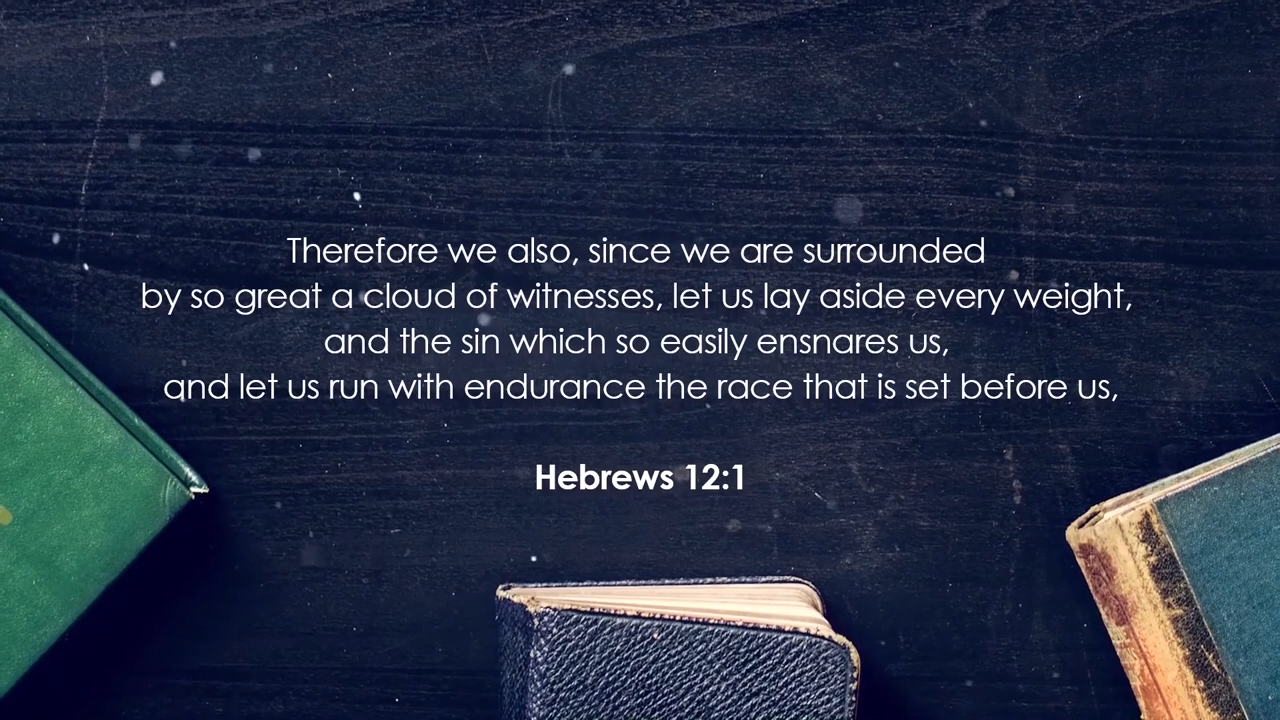 Therefore we also, since we are surrounded
by so great a cloud of witnesses, let us lay aside every weight,
and the sin which so easily ensnares us,
and let us run with endurance the race that is set before us,
Hebrews 12:1